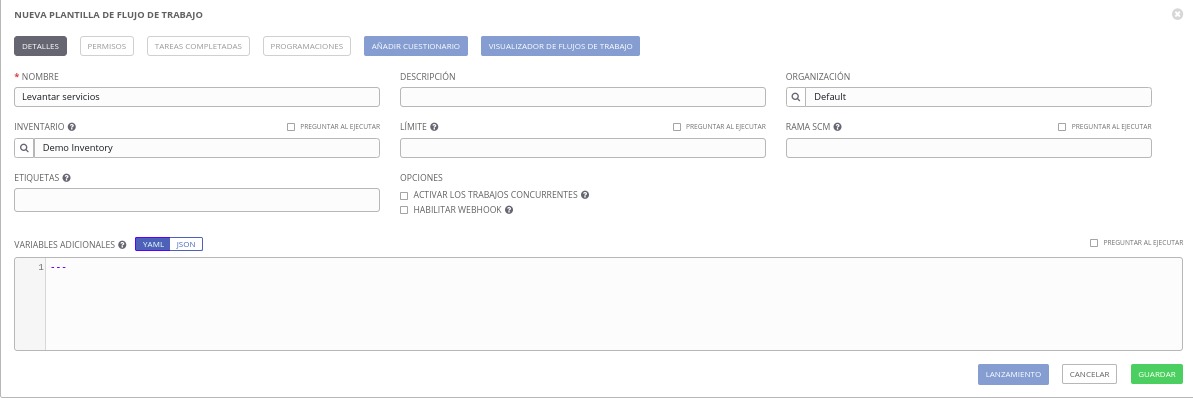 NUEVA PLANTILLA DE FLUJO DE TRABAJO
DETALLES PERMISOS TAREAS COMPLETADAS PROGRAMACIONES AÑADIR CUESTIONARIO VISUALIZADOR DE FLUJOS DE TRABAJO
* NOMBRE DESCRIPCIÓN ORGANIZACIÓN
Levantar servicios Default
INVENTARIO ? PREGUNTAR AL EJECUTAR LÍMITE ? PREGUNTAR AL EJECUTAR RAMA SCM ? PREGUNTAR AL EJECUTAR
Demo Inventory
ETIQUETAS ? OPCIONES
ACTIVAR LOS TRABAJOS CONCURRENTES ?
HABILITAR WEBHOOK ?
VARIABLES ADICIONALES ? YAML JSON PREGUNTAR AL EJECUTAR
1 ---
LANZAMIENTO CANCELAR GUARDAR